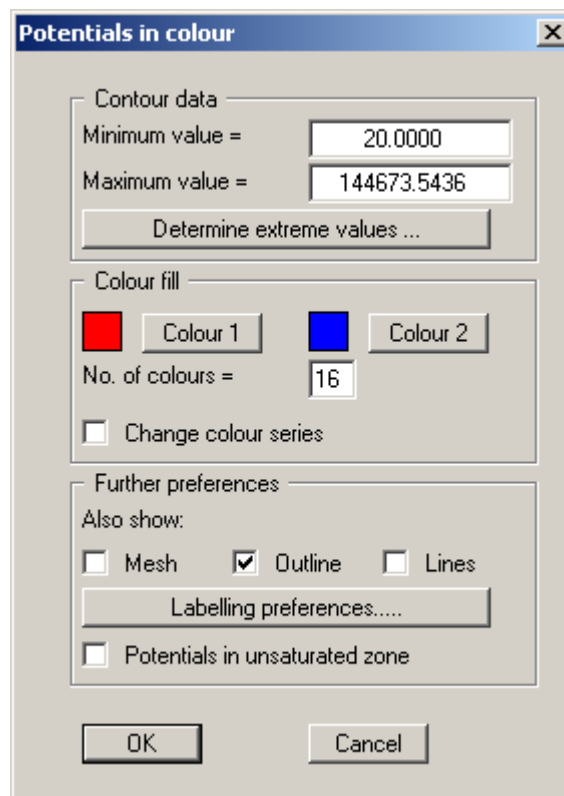 Potentials in colour
Contour data
Minimum value = 20.0000
Maximum value = 144673.5436
Determine extreme values ...
Colour fill
Colour 1 Colour 2
No. of colours = 16
Change colour series
Further preferences
Also show:
Mesh Outline Lines
Labelling preferences.....
Potentials in unsaturated zone
OK Cancel